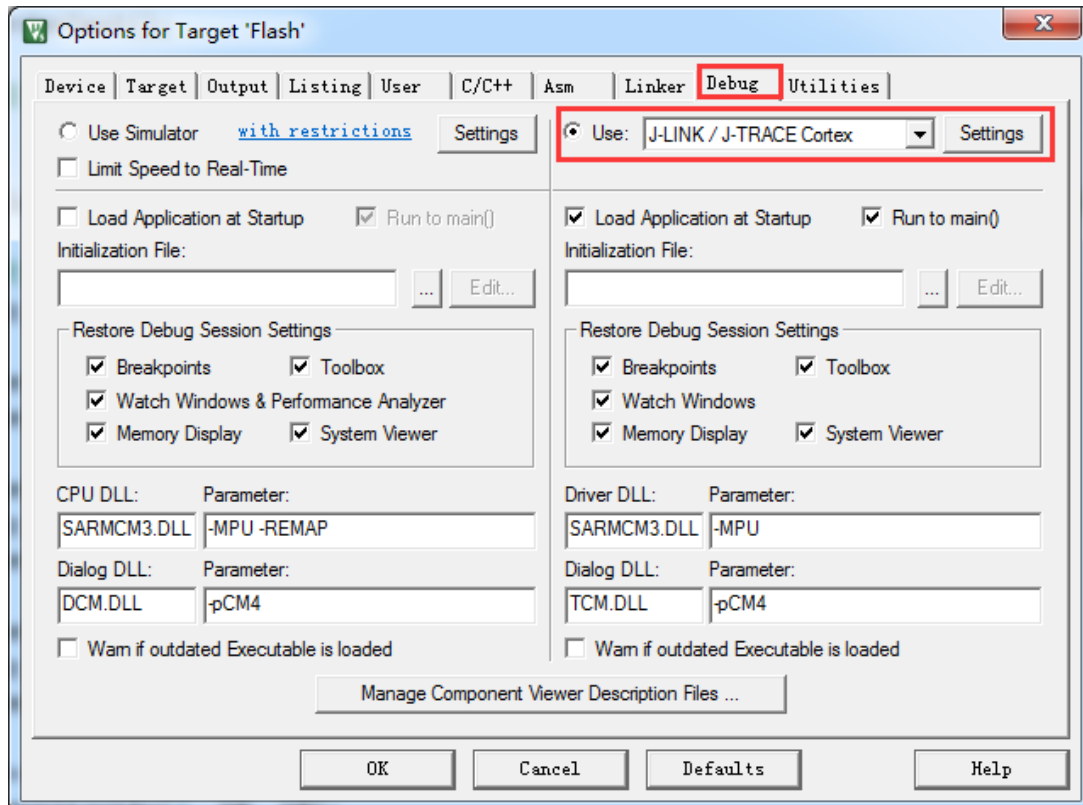 Options for Target 'Flash'
Device Target Output Listing User C/C++ Asm Linker Debug Utilities
Use Simulator with restrictions Settings
Use: J-LINK / J-TRACE Cortex Settings
Limit Speed to Real-Time
Load Application at Startup Run to main()
Load Application at Startup Run to main()
Initialization File:
Initialization File:
... Edit...
... Edit...
Restore Debug Session Settings
Breakpoints Toolbox
Watch Windows & Performance Analyzer
Memory Display System Viewer
Restore Debug Session Settings
Breakpoints Toolbox
Watch Windows
Memory Display System Viewer
CPU DLL: Parameter:
SARMCM3.DLL -MPU -REMAP
Dialog DLL: Parameter:
DCM.DLL -pCM4
Warn if outdated Executable is loaded
Driver DLL: Parameter:
SARMCM3.DLL -MPU
Dialog DLL: Parameter:
TCM.DLL -pCM4
Warn if outdated Executable is loaded
Manage Component Viewer Description Files ...
OK Cancel Defaults Help